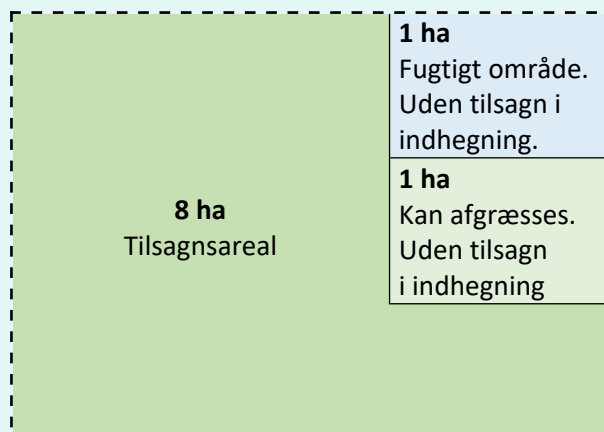 1 ha
Fugtigt område.
Uden tilsagn i
indhegning.
1 ha
Kan afgræsses.
Uden tilsagn
i indhegning
8 ha
Tilsagnsareal